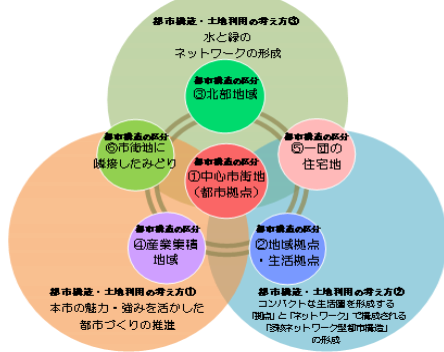 都市構造・土地利用の考え方③
水と緑の
ネットワークの形成
都市構造の区分
③北部地域
都市構造の区分
⑥市街地に
隣接したみどり
都市構造の区分
⑤一団の
住宅地
都市構造の区分
①中心市街地
(都市拠点)
都市構造の区分
④産業集積
地域
都市構造の区分
②地域拠点
・生活拠点
都市構造・土地利用の考え方①
本市の魅力・強みを活かした
都市づくりの推進
都市構造・土地利用の考え方②
コンパクトな生活圏を形成する
「拠点」と「ネットワーク」で構成される
「多核ネットワーク型都市構造」
の形成